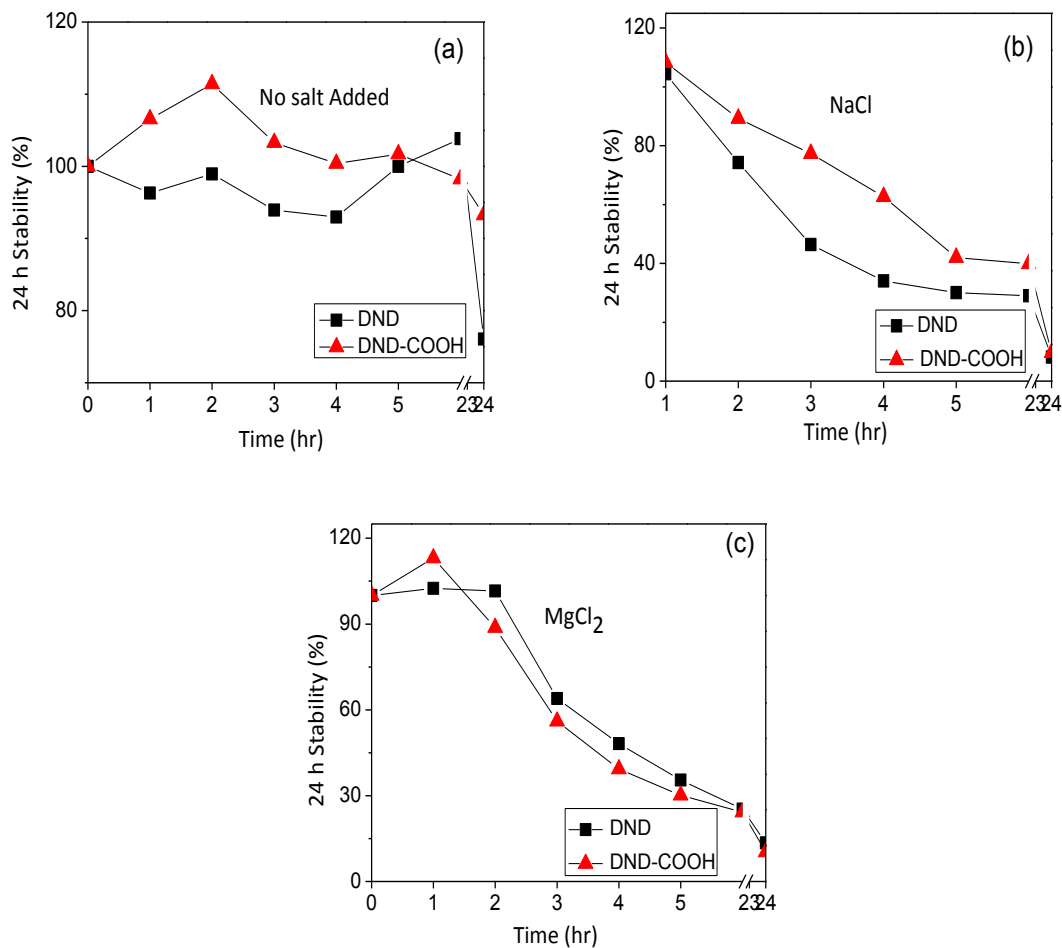 (a)
No salt Added
120
100
80
24 h Stability (%)
DND
DND-COOH
0 1 2 3 4 5 23 24
Time (hr)
(b)
NaCl
120
80
40
0
24 h Stability (%)
DND
DND-COOH
1 2 3 4 5 23 24
Time (hr)
(c)
MgCl2
120
90
60
30
0
24 h Stability (%)
DND
DND-COOH
0 1 2 3 4 5 23 24
Time (hr)